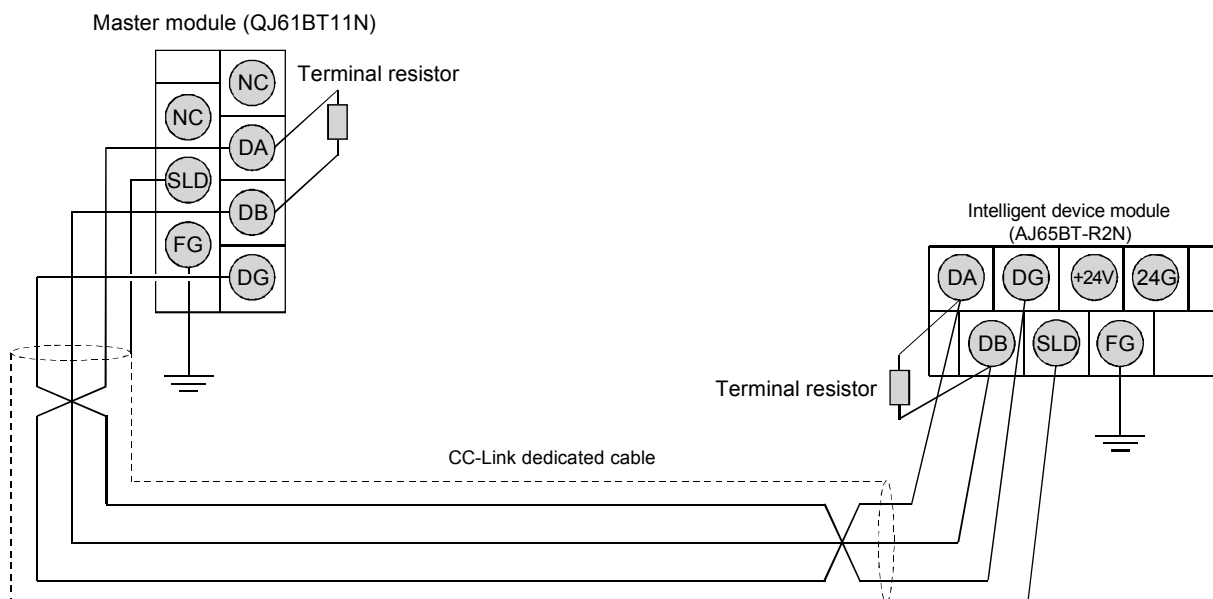 Master module (QJ61BT11N)
NC
Terminal resistor
NC
DA
SLD
DB
FG
DG
Intelligent device module
(AJ65BT-R2N)
DA
DG
+24V
24G
DB
SLD
FG
Terminal resistor
CC-Link dedicated cable